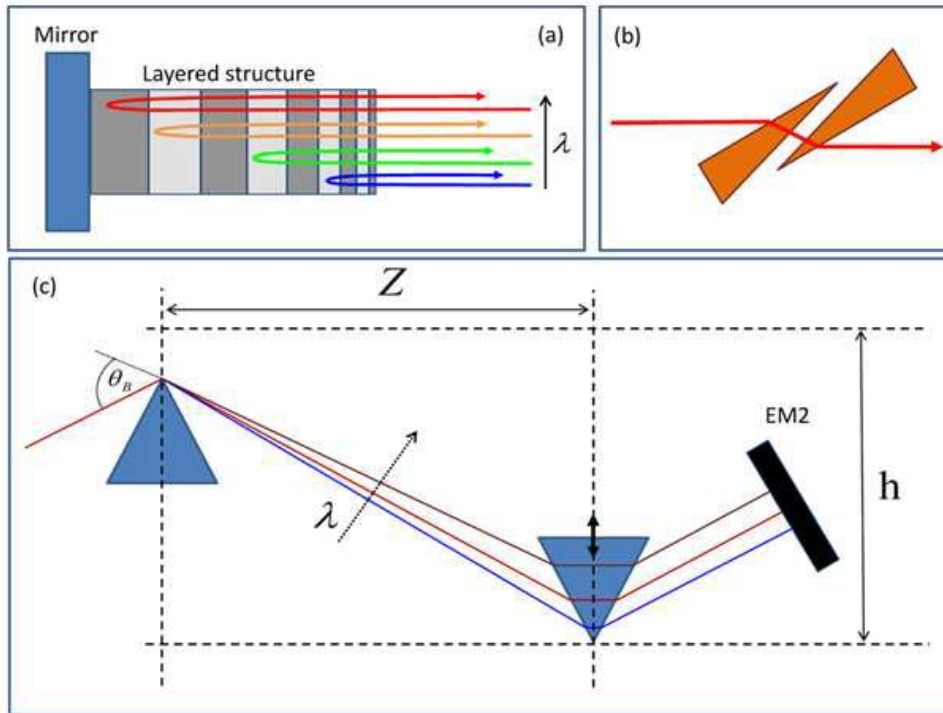 Mirror
(a)
Layered structure
λ
(b)
(c)
Z
θ_B
EM2
h
λ